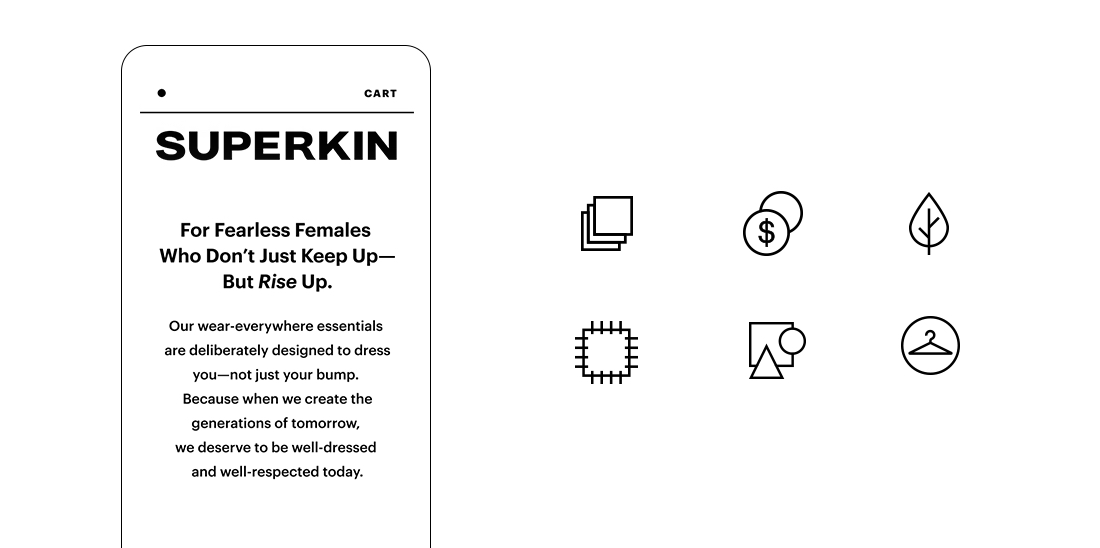 CART
SUPERKIN
For Fearless Females
Who Don’t Just Keep Up—
But Rise Up.
Our wear-everywhere essentials
are deliberately designed to dress
you—not just your bump.
Because when we create the
generations of tomorrow,
we deserve to be well-dressed
and well-respected today.
$